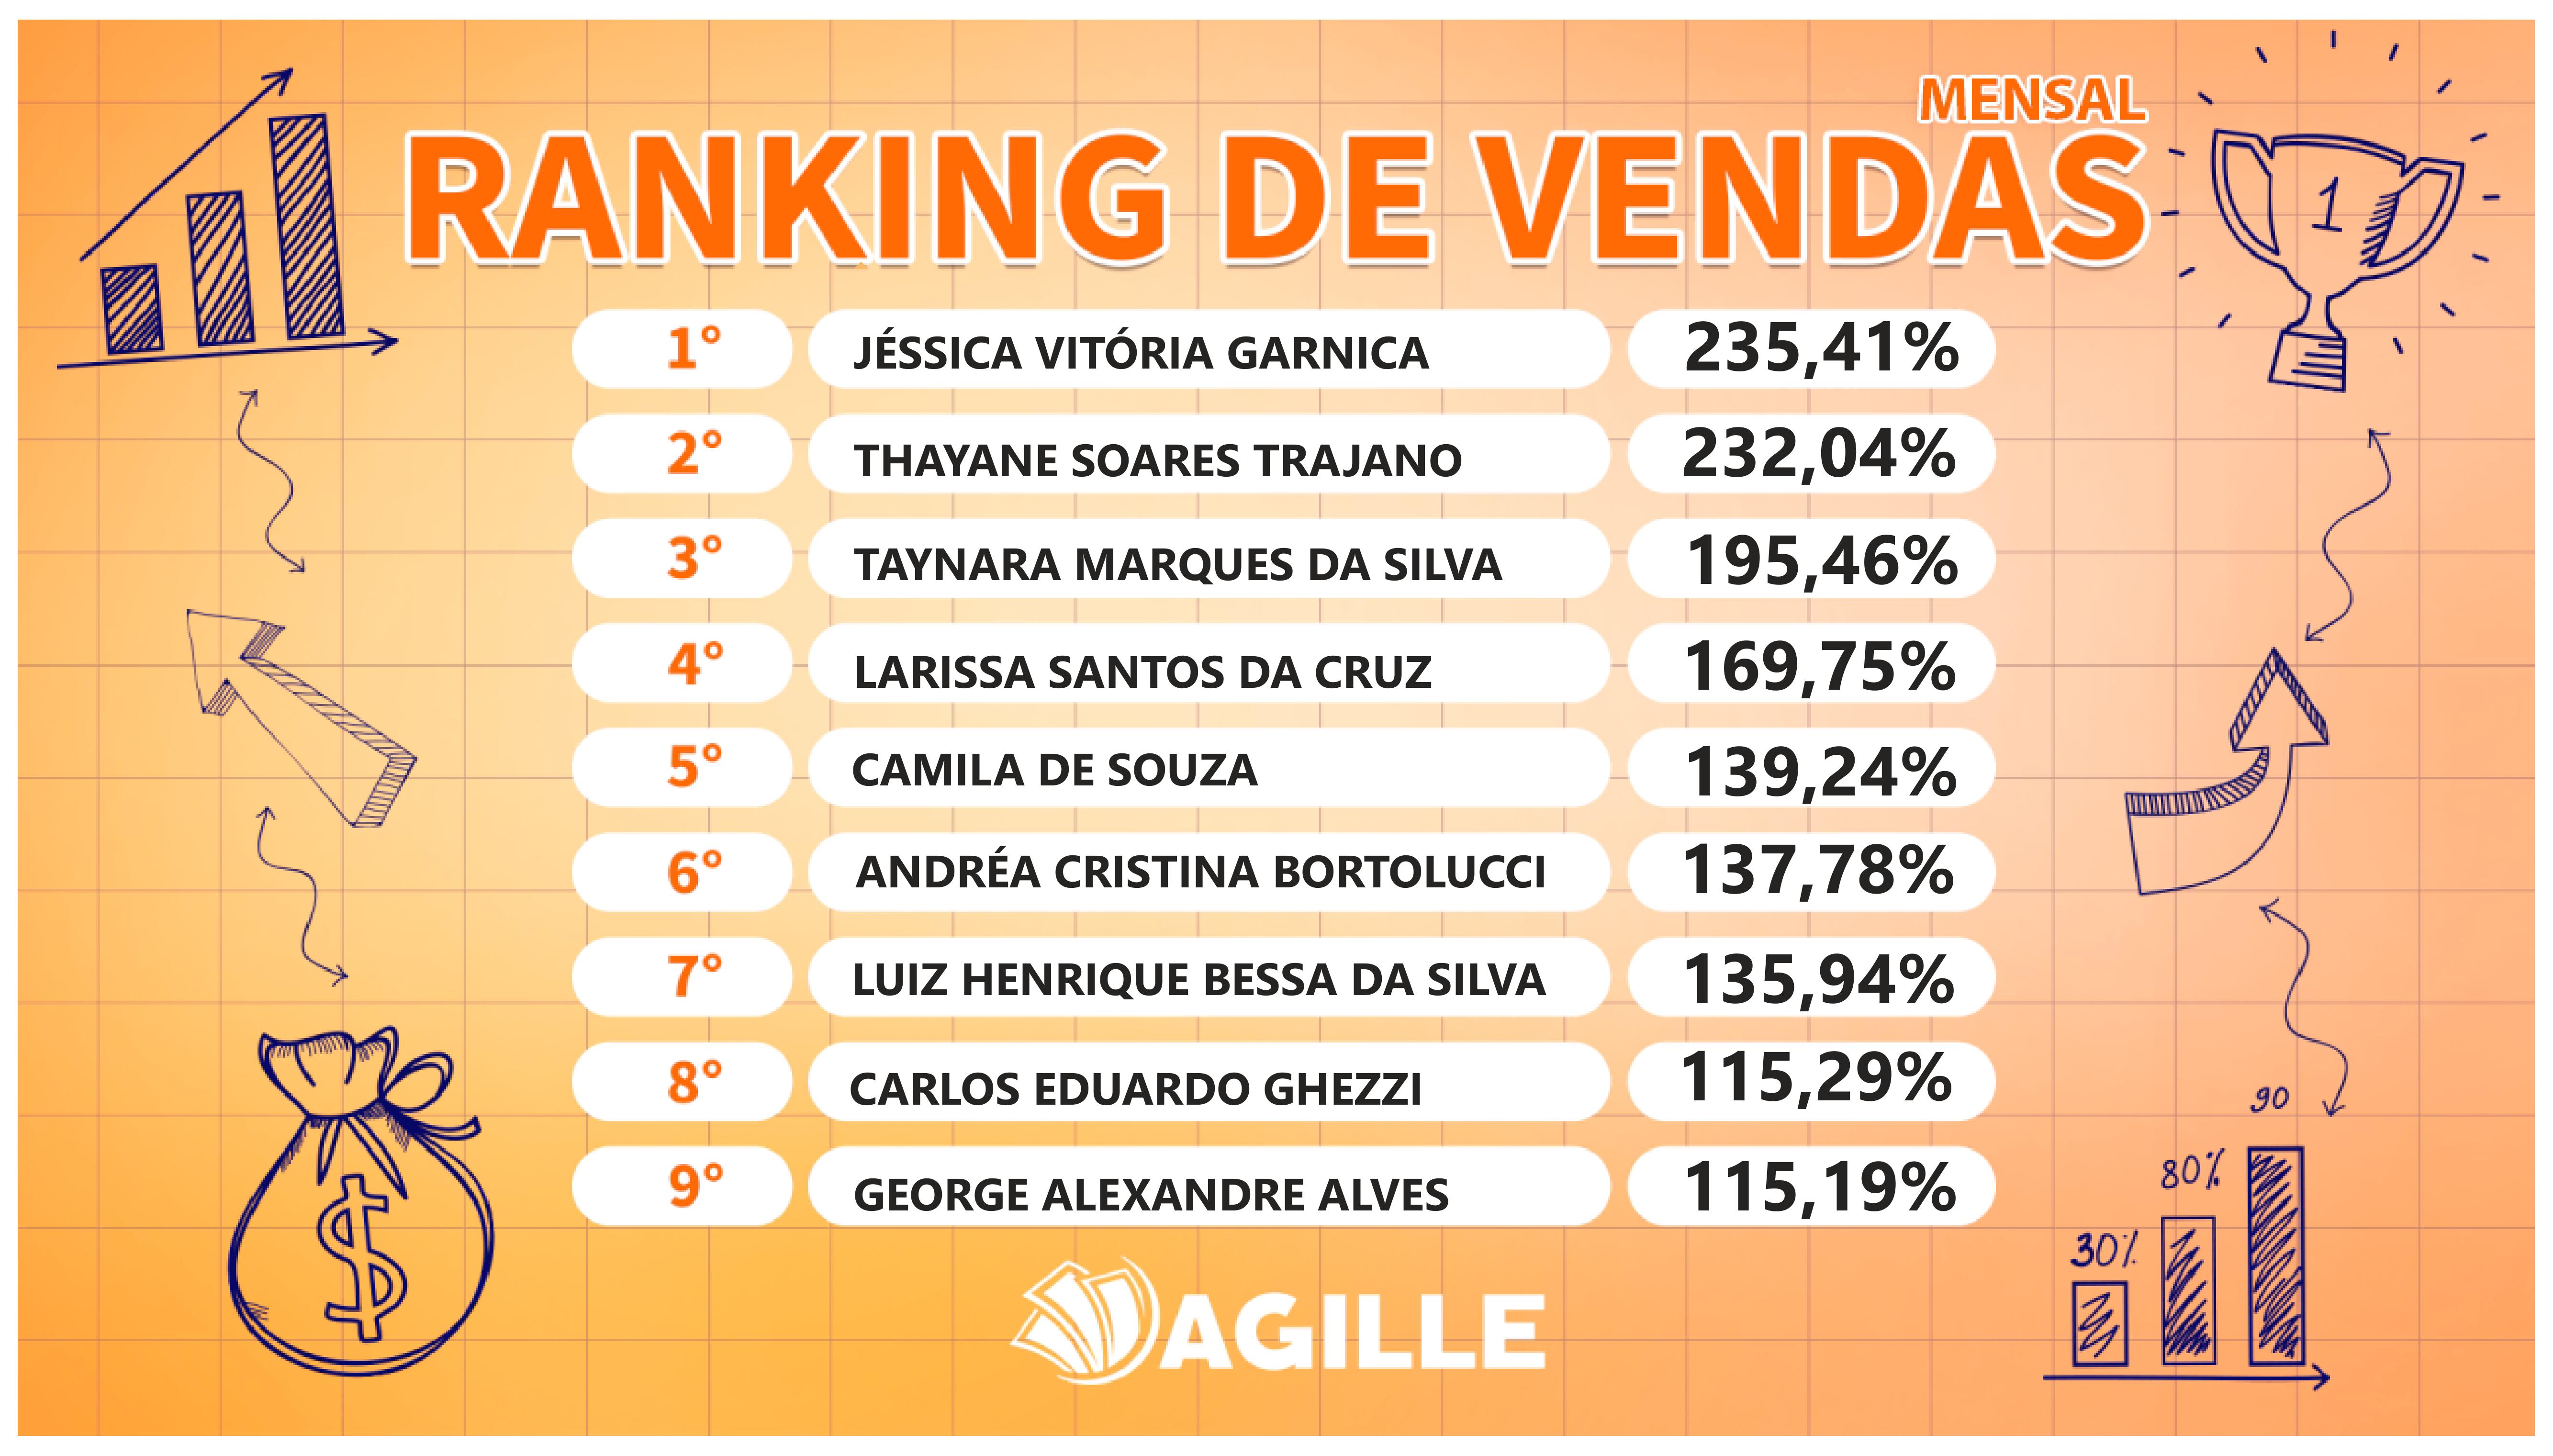 MENSAL
RANKING DE VENDAS
1
1° JÉSSICA VITÓRIA GARNICA 235,41%
2° THAYANE SOARES TRAJANO 232,04%
3° TAYNARA MARQUES DA SILVA 195,46%
4° LARISSA SANTOS DA CRUZ 169,75%
5° CAMILA DE SOUZA 139,24%
6° ANDRÉA CRISTINA BORTOLUCCI 137,78%
7° LUIZ HENRIQUE BESSA DA SILVA 135,94%
8° CARLOS EDUARDO GHEZZI 115,29%
9° GEORGE ALEXANDRE ALVES 115,19%
$
90
80%
30%
AGILLE